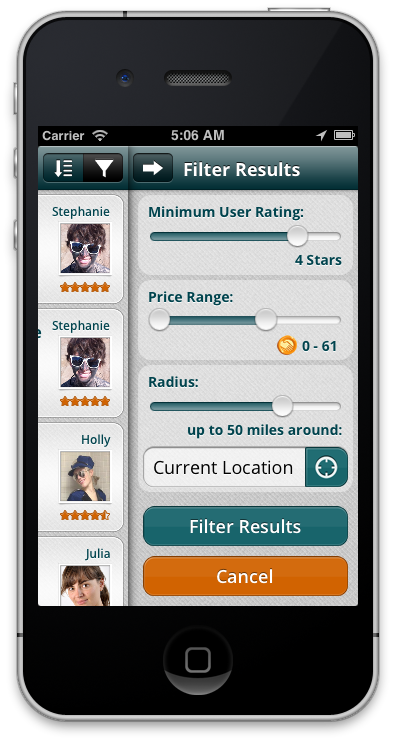 Carrier 5:06 AM
Filter Results
Stephanie
Stephanie
e
Holly
Julia
Minimum User Rating:
4 Stars
Price Range:
0 - 61
Radius:
up to 50 miles around:
Current Location
Filter Results
Cancel